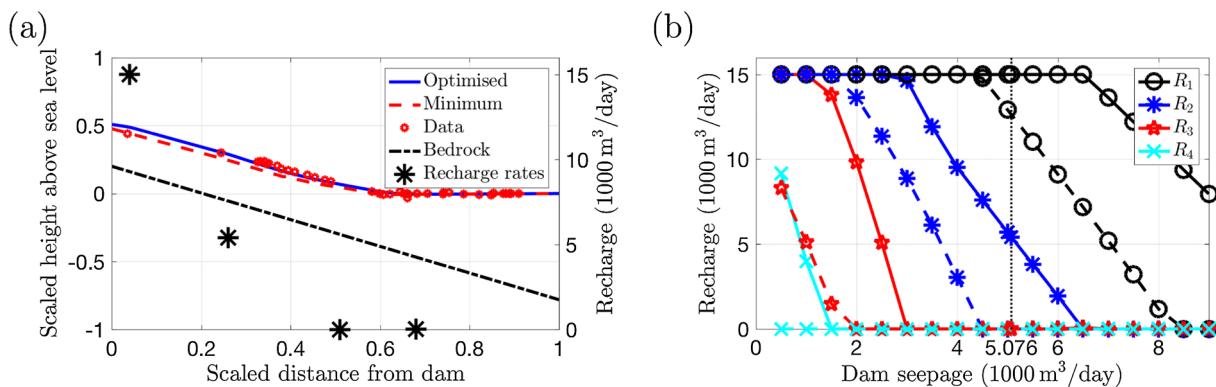 (a)
Scaled height above sea level
1
0.5
0
-0.5
-1
0
0.2
0.4
0.6
0.8
1
Scaled distance from dam
15
10
5
0
Recharge (1000 m³/day)
Optimised
Minimum
Data
Bedrock
Recharge rates
(b)
Recharge (1000 m³/day)
15
10
5
0
0
2
4
5.076
6
8
Dam seepage (1000 m³/day)
R₁
R₂
R₃
R₄